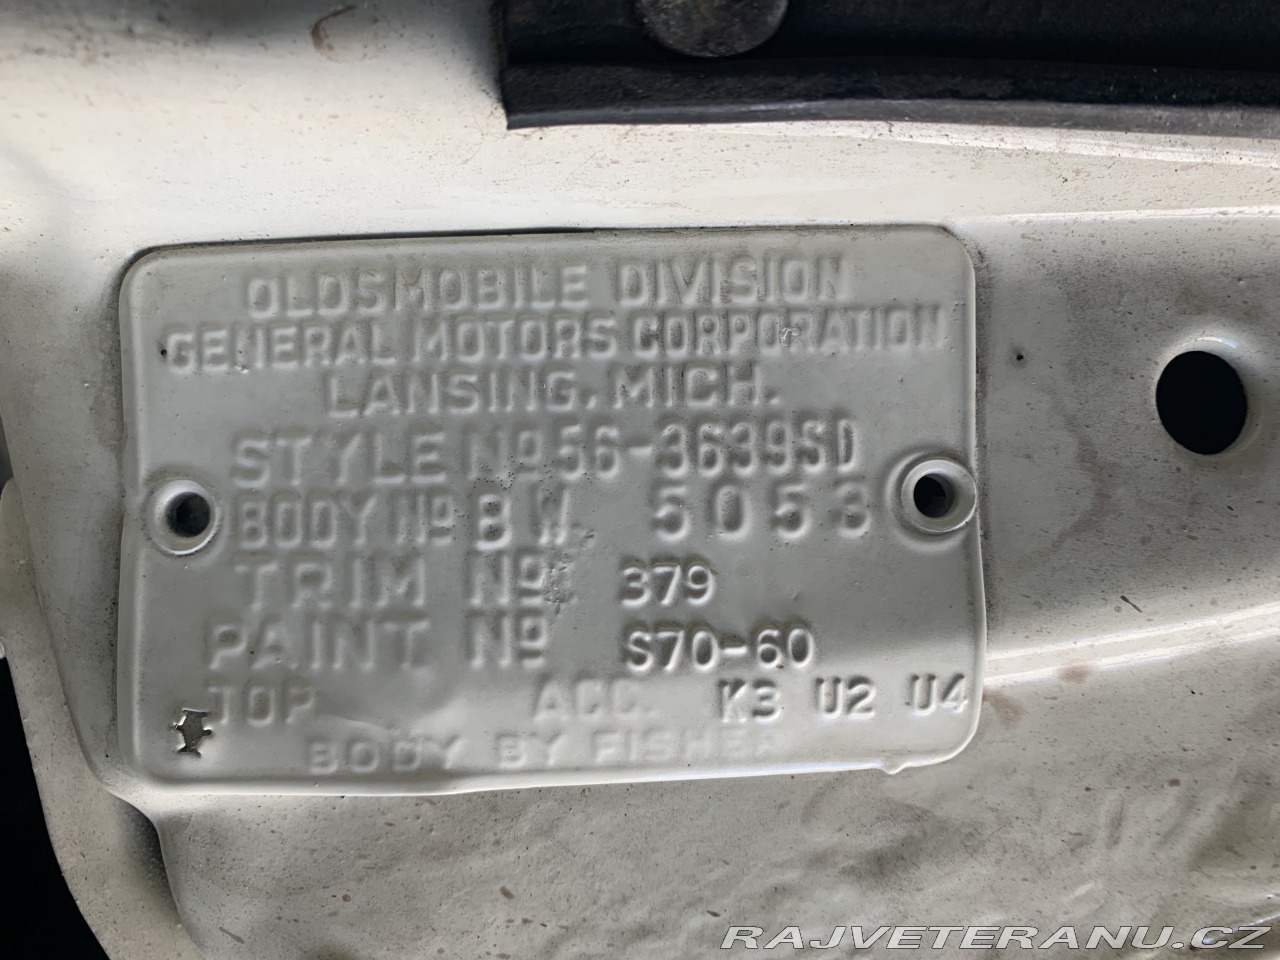 OLDSMOBILE DIVISION
GENERAL MOTORS CORPORATION
LANSING, MICH.
STYLE No 56-3639SD
BODY No BW. 5053
TRIM No 379
PAINT No S70-60
TOP ACC. K3 U2 U4
BODY BY FISHER
RAJVETERANU.CZ